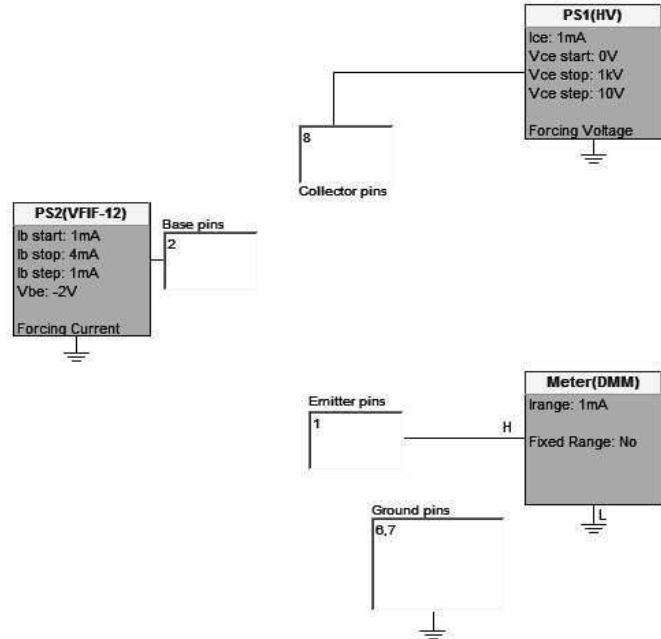 PS1(HV)
Ice: 1mA
Vce start: 0V
Vce stop: 1kV
Vce step: 10V
Forcing Voltage
8
Collector pins
PS2(VFIF-12)
Ib start: 1mA
Ib stop: 4mA
Ib step: 1mA
Vbe: -2V
Forcing Current
Base pins
2
Emitter pins
1
H
Meter(DMM)
Irange: 1mA
Fixed Range: No
L
Ground pins
6,7